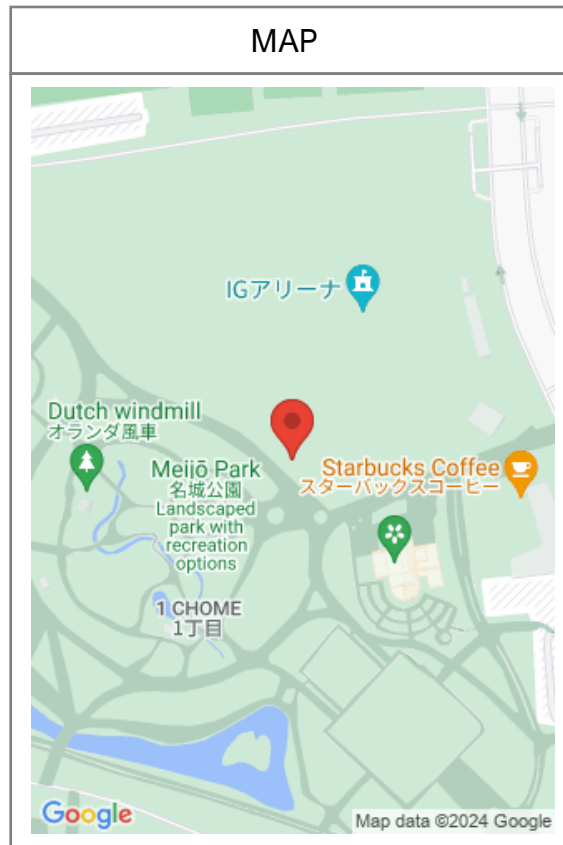 MAP
IGアリーナ
Dutch windmill
オランダ風車
Meijō Park
名城公園
Landscaped
park with
recreation
options
Starbucks Coffee
スターバックスコーヒー
1 CHOME
1丁目
Google
Map data ©2024 Google